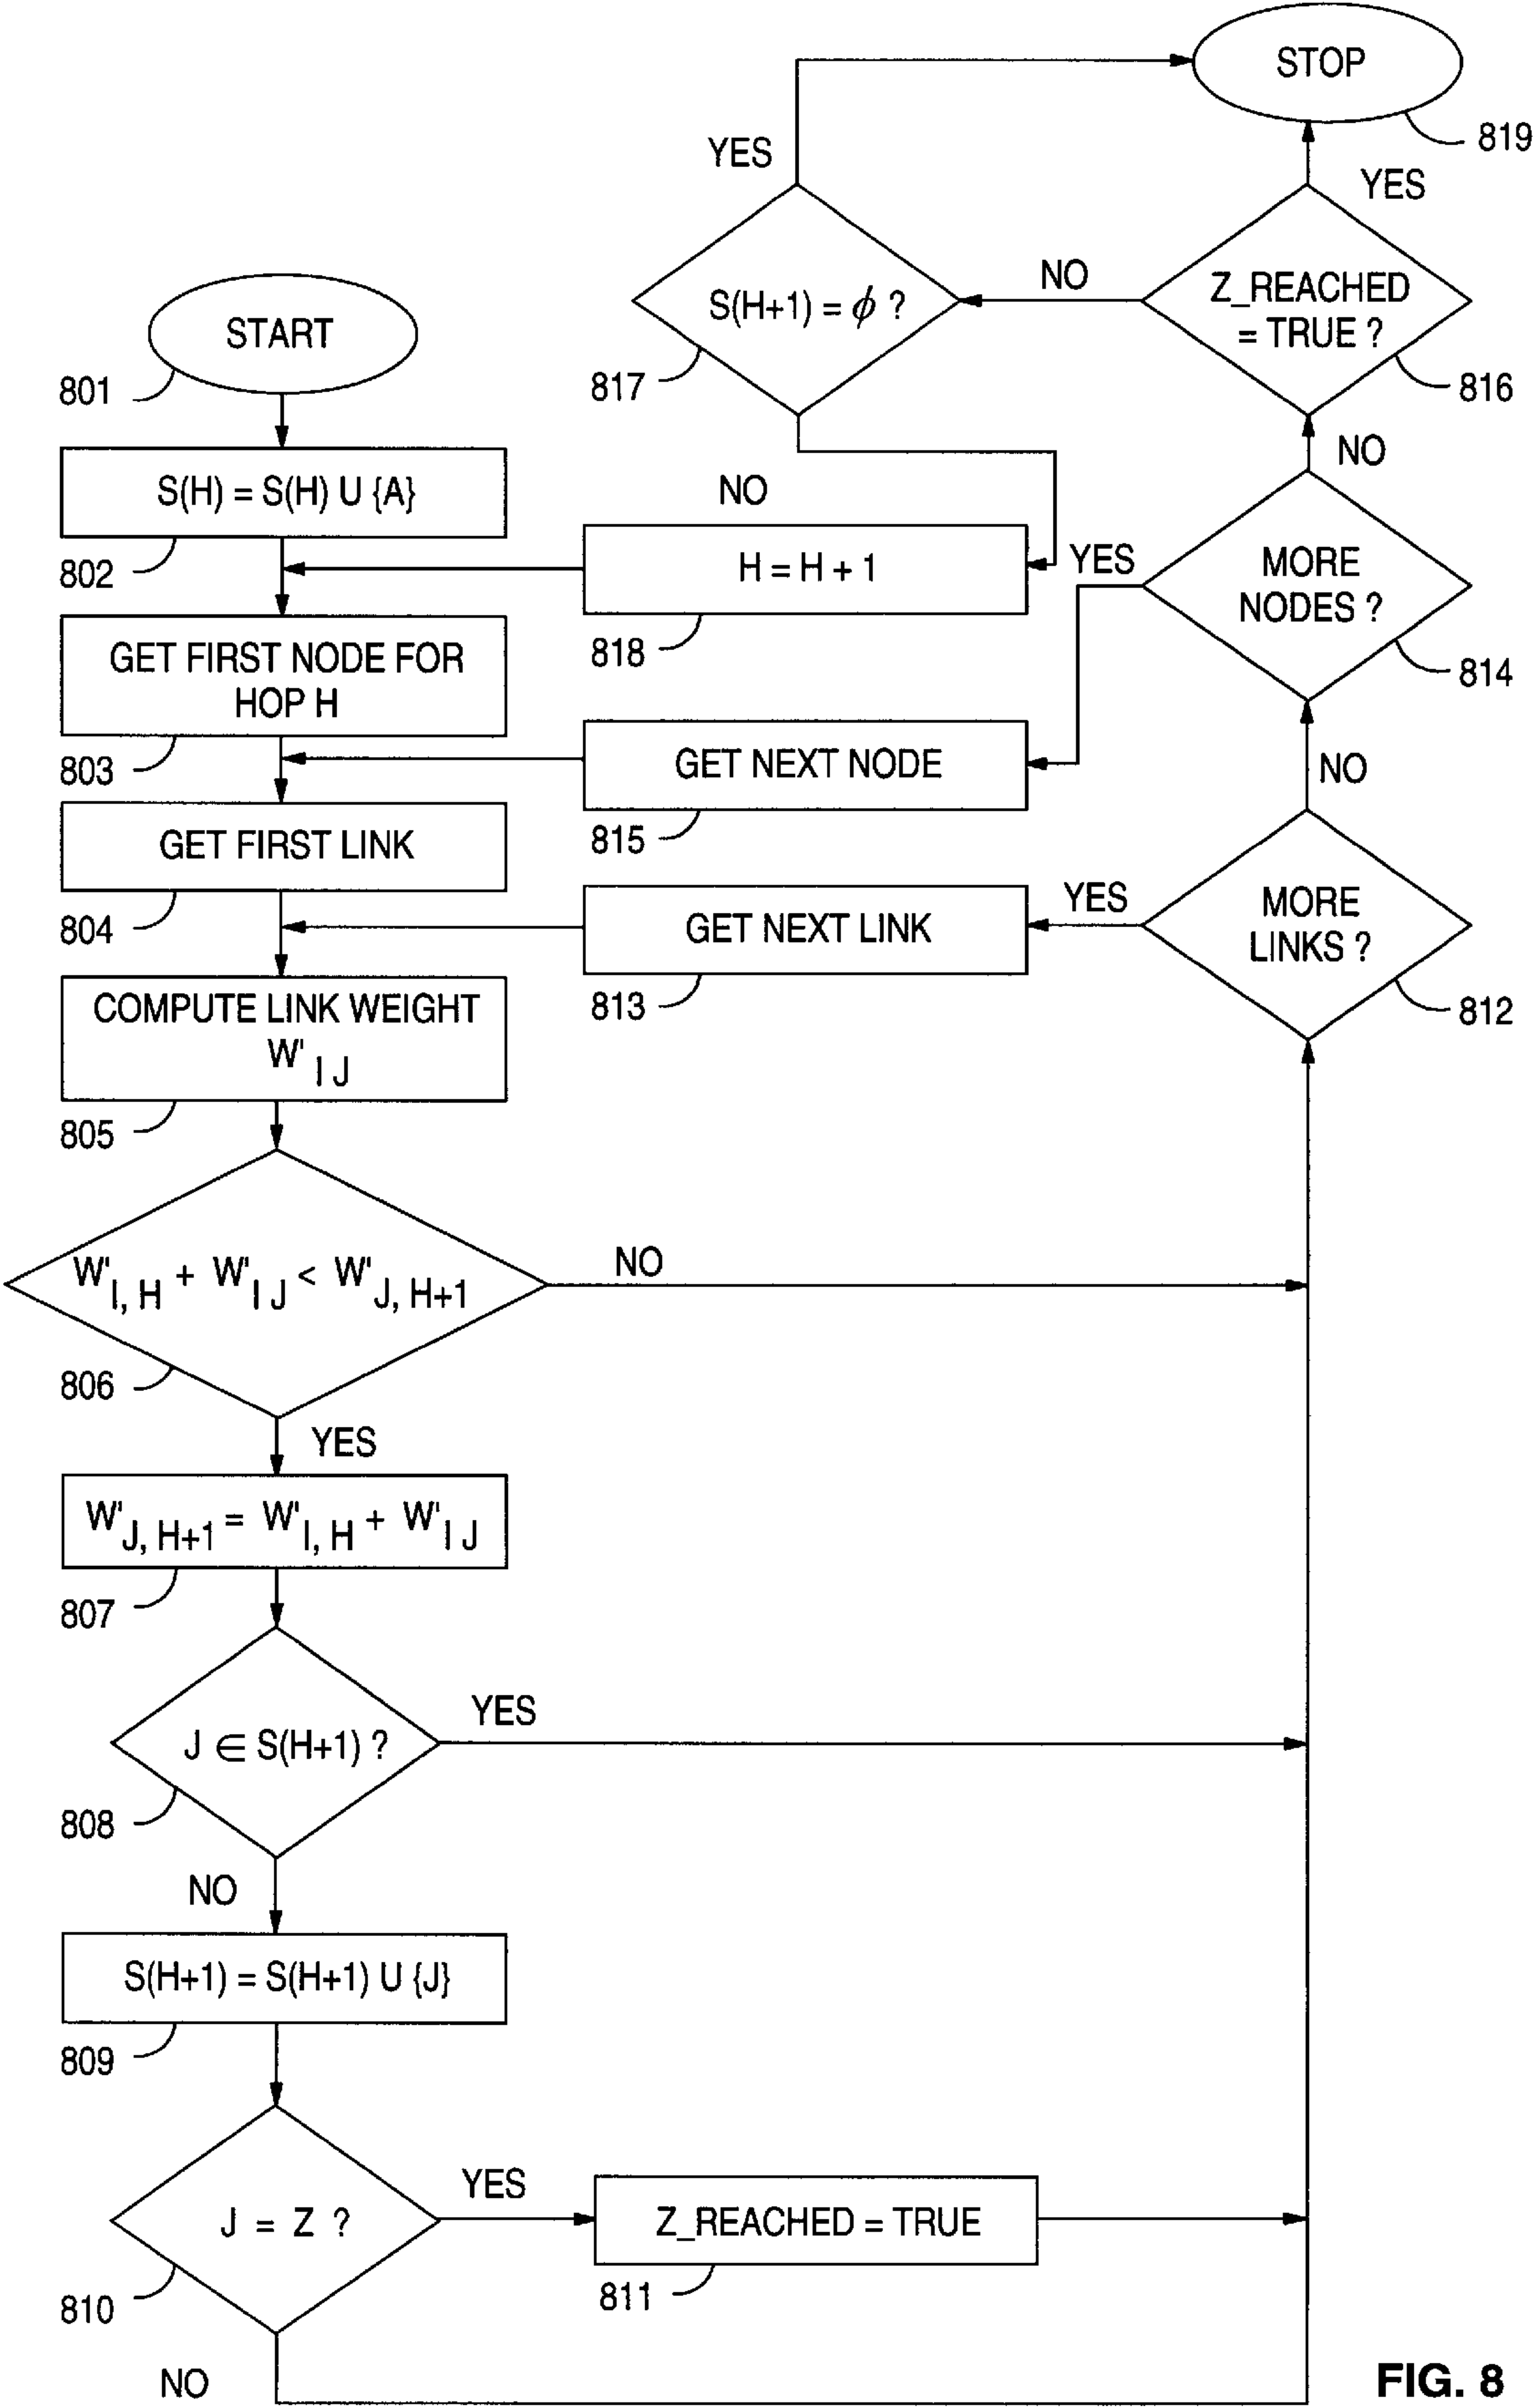 STOP
819
YES
YES
S(H+1) = ϕ ?
817
NO
Z_REACHED
= TRUE ?
816
START
801
S(H) = S(H) U {A}
802
NO
H = H + 1
818
NO
MORE
NODES ?
814
YES
GET FIRST NODE FOR
HOP H
803
GET NEXT NODE
815
NO
GET FIRST LINK
804
GET NEXT LINK
813
YES
MORE
LINKS ?
812
COMPUTE LINK WEIGHT
W' I J
805
W' I, H + W' I J < W' J, H+1
NO
806
YES
W' J, H+1 = W' I, H + W' I J
807
J ∈ S(H+1) ?
YES
808
NO
S(H+1) = S(H+1) U {J}
809
J = Z ?
YES
810
Z_REACHED = TRUE
811
NO
FIG. 8